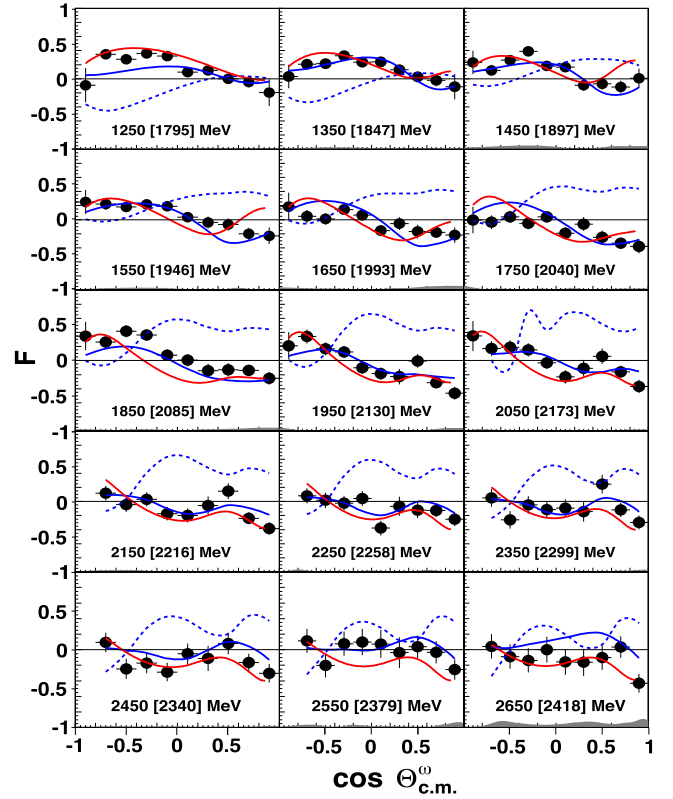 1
0.5
0
-0.5
-1
1250 [1795] MeV
1350 [1847] MeV
1450 [1897] MeV
0.5
0
-0.5
-1
1550 [1946] MeV
1650 [1993] MeV
1750 [2040] MeV
0.5
0
-0.5
-1
1850 [2085] MeV
1950 [2130] MeV
2050 [2173] MeV
F
0.5
0
-0.5
-1
2150 [2216] MeV
2250 [2258] MeV
2350 [2299] MeV
0.5
0
-0.5
-1
2450 [2340] MeV
2550 [2379] MeV
2650 [2418] MeV
-1 -0.5 0 0.5 -0.5 0 0.5 -0.5 0 0.5 1
cos Θ^ω_c.m.